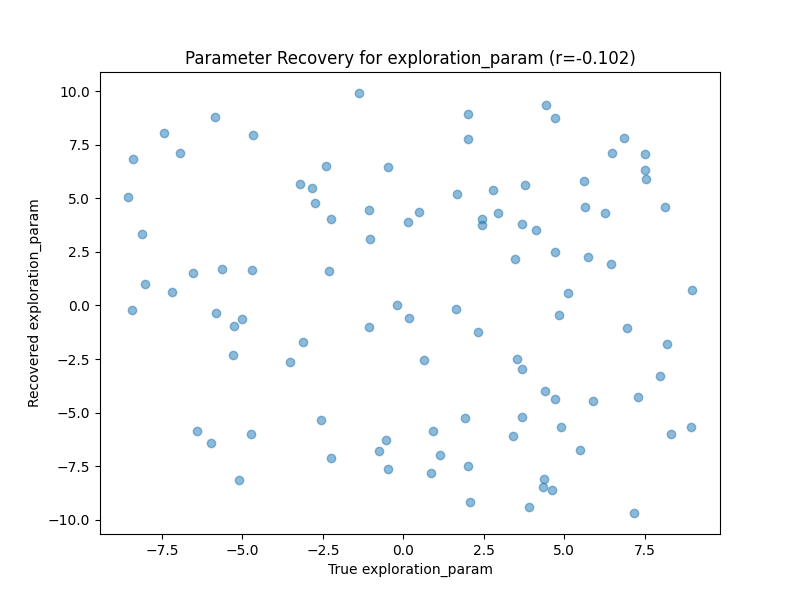 Parameter Recovery for exploration_param (r=-0.102)
10.0
7.5
5.0
2.5
0.0
−2.5
−5.0
−7.5
−10.0
Recovered exploration_param
−7.5 −5.0 −2.5 0.0 2.5 5.0 7.5
True exploration_param